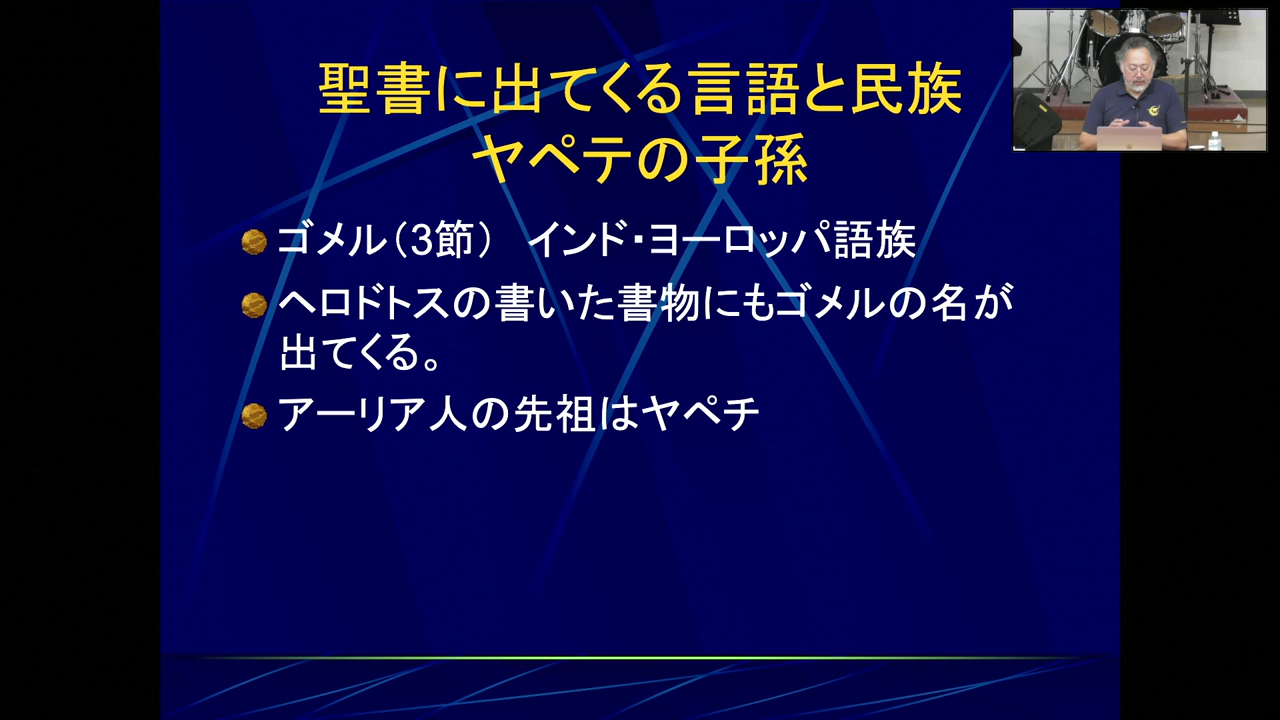 聖書に出てくる言語と民族
ヤペテの子孫
ゴメル（3節）　インド・ヨーロッパ語族
ヘロドトスの書いた書物にもゴメルの名が
出てくる。
アーリア人の先祖はヤペチ